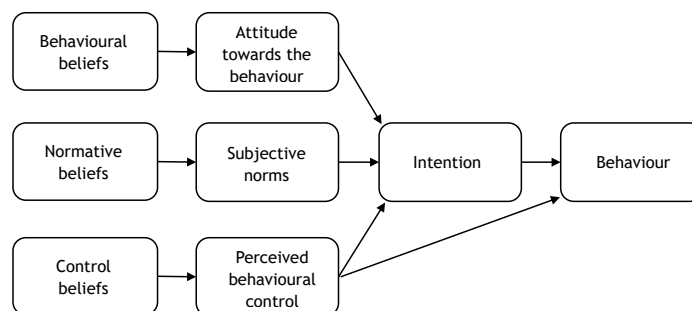 Behavioural
beliefs
Attitude
towards the
behaviour
Normative
beliefs
Subjective
norms
Intention
Behaviour
Control
beliefs
Perceived
behavioural
control